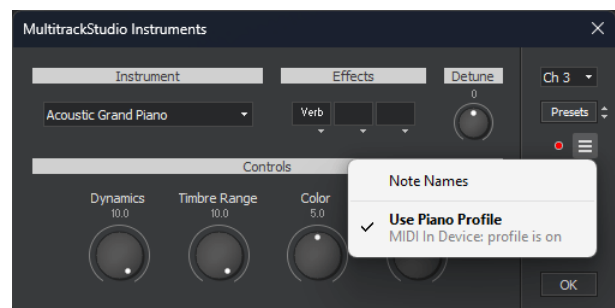 MultitrackStudio Instruments
Instrument
Effects
Detune
Ch 3
0
Acoustic Grand Piano
Verb
Presets
Controls
Note Names
Dynamics
Timbre Range
Color
10.0
10.0
5.0
Use Piano Profile
MIDI In Device: profile is on
OK